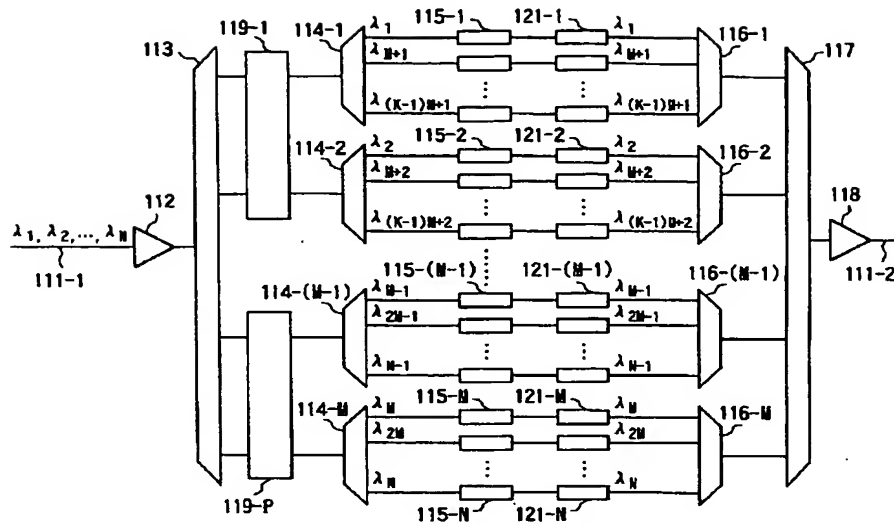 119-1 114-1 λ1 115-1 121-1 λ1 116-1
113 117
λM+1 λM+1
λ(K-1)M+1 λ(K-1)M+1
114-2 λ2 115-2 121-2 λ2 116-2
λM+2 λM+2
112 118
λ(K-1)M+2 λ(K-1)M+2
λ1, λ2,..., λN
111-1 111-2
114-(M-1) λM-1 115-(M-1) 121-(M-1) λM-1 116-(M-1)
λ2M-1 λ2M-1
λN-1 λN-1
114-M λM 115-M 121-M λM 116-M
λ2M λ2M
λN λN
119-P 115-N 121-N